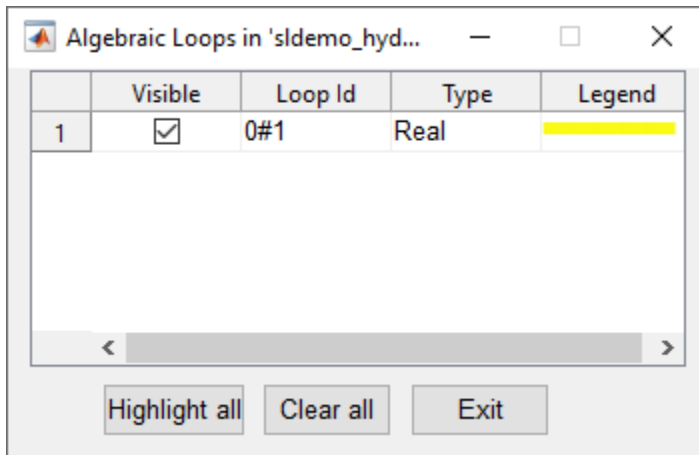 Algebraic Loops in 'sldemo_hyd...
Visible Loop Id Type Legend
1 0#1 Real
Highlight all Clear all Exit